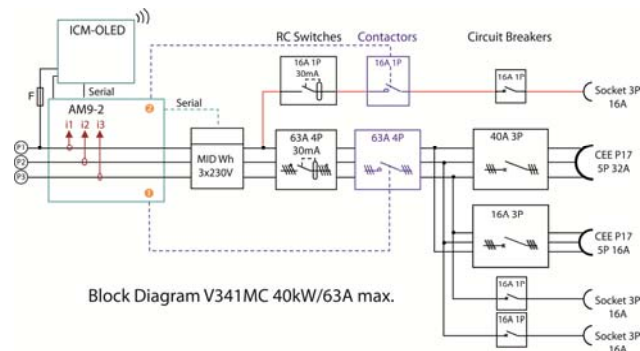 ICM-OLED
RC Switches
Contactors
Circuit Breakers
16A 1P
30mA
16A 1P
16A 1P
Socket 3P
16A
F
Serial
AM9-2
i1 i2 i3
2
Serial
P1
P2
P3
MID Wh
3x230V
63A 4P
30mA
63A 4P
40A 3P
CEE P17
5P 32A
1
16A 3P
CEE P17
5P 16A
Block Diagram V341MC 40kW/63A max.
16A 1P
Socket 3P
16A
16A 1P
Socket 3P
16A